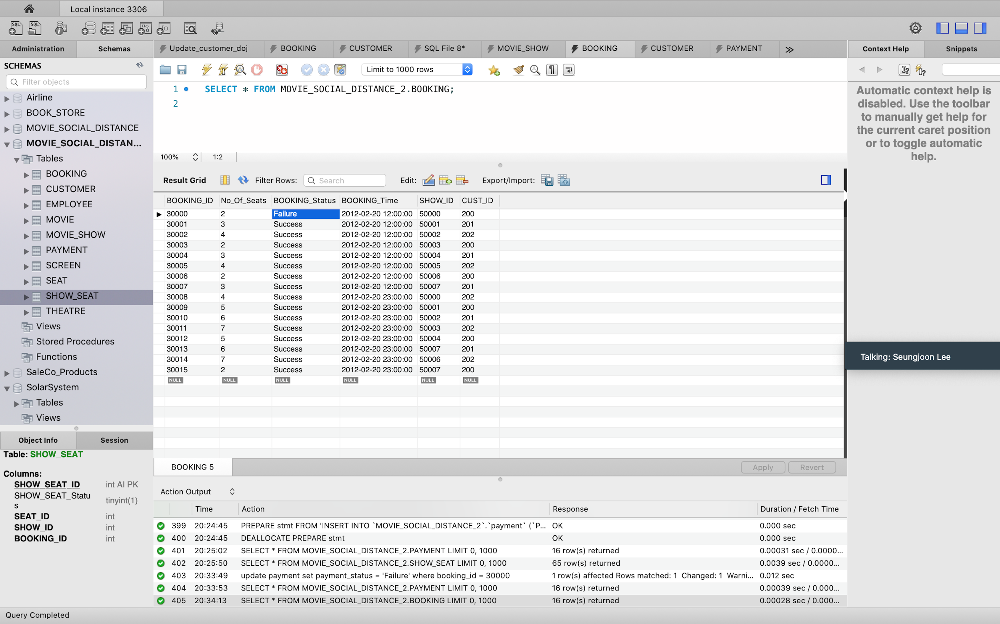 Local instance 3306
Administration Schemas
Update_customer_doj BOOKING CUSTOMER SQL File 8* MOVIE_SHOW BOOKING CUSTOMER PAYMENT
Context Help Snippets
SCHEMAS
Filter objects
Airline
BOOK_STORE
MOVIE_SOCIAL_DISTANCE
MOVIE_SOCIAL_DISTAN...
Tables
BOOKING
CUSTOMER
EMPLOYEE
MOVIE
MOVIE_SHOW
PAYMENT
SCREEN
SEAT
SHOW_SEAT
THEATRE
Views
Stored Procedures
Functions
SaleCo_Products
SolarSystem
Tables
Views
Object Info Session
Table: SHOW_SEAT
Columns:
SHOW_SEAT_ID int AI PK
SHOW_SEAT_Statu
s tinyint(1)
SEAT_ID int
SHOW_ID int
BOOKING_ID int
Limit to 1000 rows
1 SELECT * FROM MOVIE_SOCIAL_DISTANCE_2.BOOKING;
2
100% 1:2
Result Grid Filter Rows: Search Edit: Export/Import:
BOOKING_ID No_Of_Seats BOOKING_Status BOOKING_Time SHOW_ID CUST_ID
30000 2 Failure 2012-02-20 12:00:00 50000 200
30001 3 Success 2012-02-20 12:00:00 50001 201
30002 4 Success 2012-02-20 12:00:00 50002 202
30003 2 Success 2012-02-20 12:00:00 50003 200
30004 3 Success 2012-02-20 12:00:00 50004 201
30005 4 Success 2012-02-20 12:00:00 50005 202
30006 2 Success 2012-02-20 12:00:00 50006 200
30007 3 Success 2012-02-20 12:00:00 50007 201
30008 4 Success 2012-02-20 23:00:00 50000 202
30009 5 Success 2012-02-20 23:00:00 50001 200
30010 6 Success 2012-02-20 23:00:00 50002 201
30011 7 Success 2012-02-20 23:00:00 50003 202
30012 5 Success 2012-02-20 23:00:00 50004 200
30013 6 Success 2012-02-20 23:00:00 50007 201
30014 7 Success 2012-02-20 23:00:00 50006 202
30015 2 Success 2012-02-20 23:00:00 50007 200
NULL NULL NULL NULL NULL NULL
BOOKING 5 Apply Revert
Action Output
Time Action Response Duration / Fetch Time
399 20:24:45 PREPARE stmt FROM 'INSERT INTO `MOVIE_SOCIAL_DISTANCE_2`.`payment` (`P... OK 0.000 sec
400 20:24:45 DEALLOCATE PREPARE stmt OK 0.000 sec
401 20:25:02 SELECT * FROM MOVIE_SOCIAL_DISTANCE_2.PAYMENT LIMIT 0, 1000 16 row(s) returned 0.00031 sec / 0.0000...
402 20:25:50 SELECT * FROM MOVIE_SOCIAL_DISTANCE_2.SHOW_SEAT LIMIT 0, 1000 65 row(s) returned 0.0039 sec / 0.0000...
403 20:33:49 update payment set payment_status = 'Failure' where booking_id = 30000 1 row(s) affected Rows matched: 1 Changed: 1 Warni... 0.012 sec
404 20:33:53 SELECT * FROM MOVIE_SOCIAL_DISTANCE_2.PAYMENT LIMIT 0, 1000 16 row(s) returned 0.00039 sec / 0.000...
405 20:34:13 SELECT * FROM MOVIE_SOCIAL_DISTANCE_2.BOOKING LIMIT 0, 1000 16 row(s) returned 0.00028 sec / 0.000...
Automatic context help is
disabled. Use the toolbar
to manually get help for
the current caret position
or to toggle automatic
help.
Talking: Seungjoon Lee
Query Completed